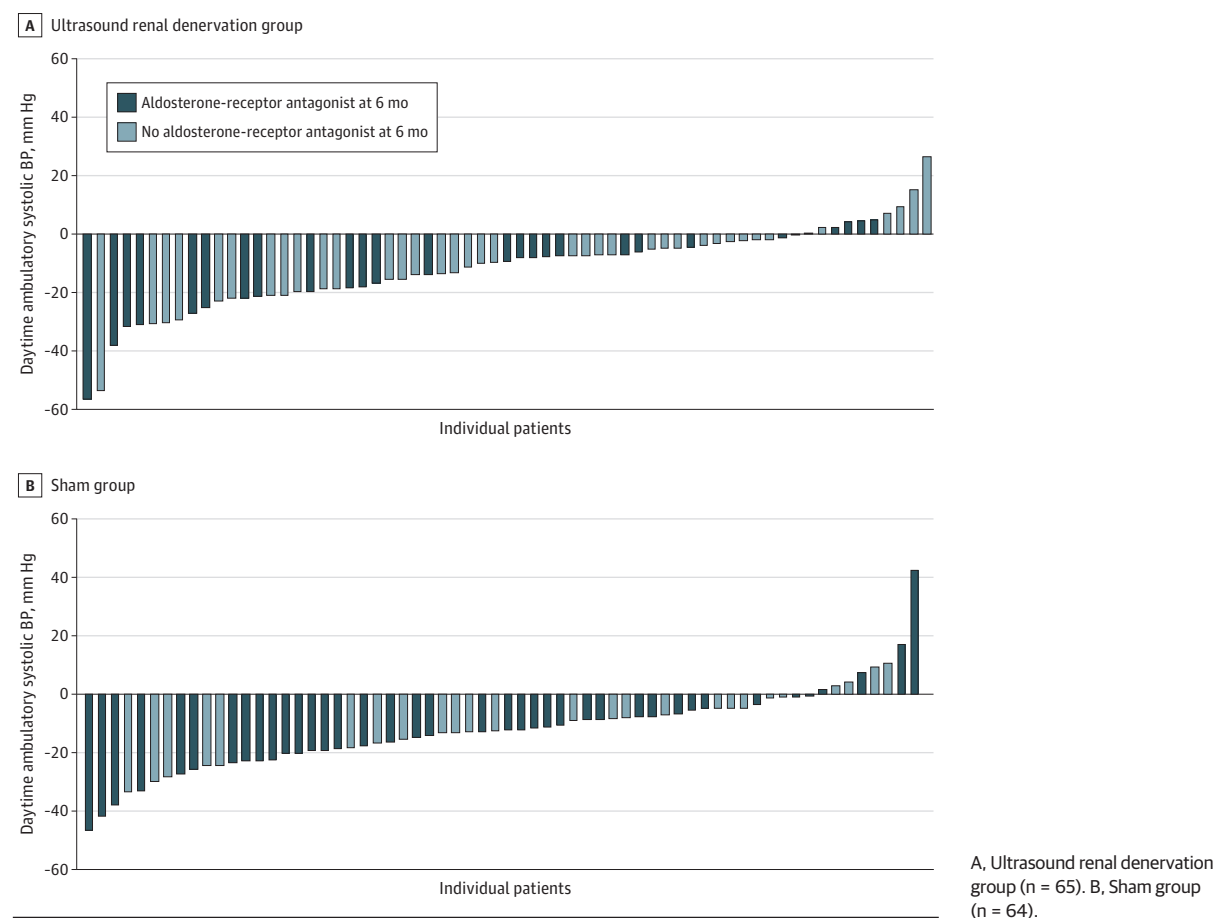 A Ultrasound renal denervation group
Daytime ambulatory systolic BP, mm Hg
60
40
20
0
-20
-40
-60
Aldosterone-receptor antagonist at 6 mo
No aldosterone-receptor antagonist at 6 mo
Individual patients
B Sham group
Daytime ambulatory systolic BP, mm Hg
60
40
20
0
-20
-40
-60
Individual patients
A, Ultrasound renal denervation
group (n = 65). B, Sham group
(n = 64).